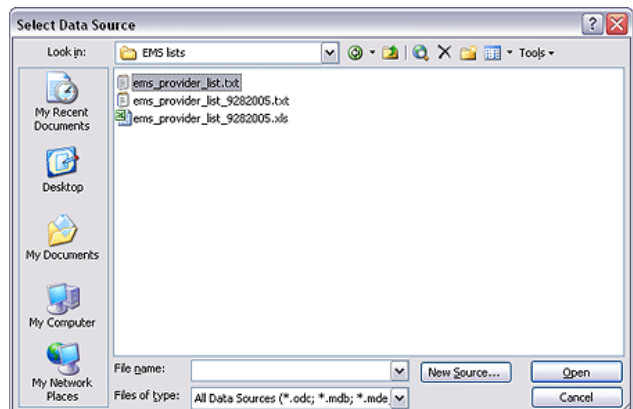 Select Data Source
Look in: EMS lists Tools
ems_provider_list.txt
ems_provider_list_9282005.txt
ems_provider_list_9282005.xls
My Recent
Documents
Desktop
My Documents
My Computer
My Network
Places
File name: New Source... Open
Files of type: All Data Sources (*.odc; *.mdb; *.mde; Cancel